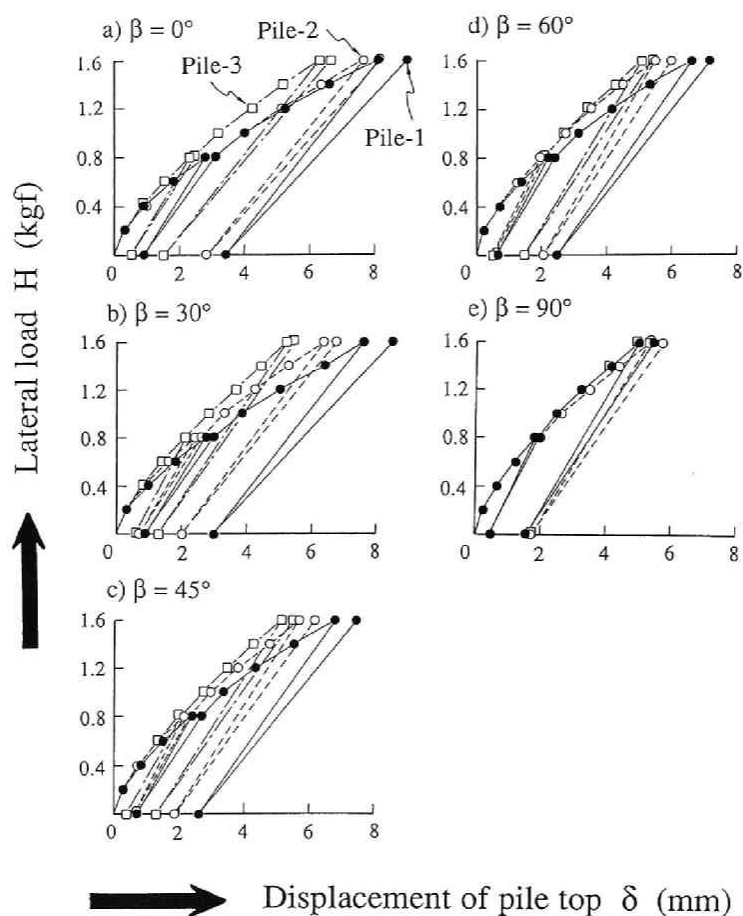 a) β = 0°
Pile-2
Pile-3
Pile-1
1.6
1.2
0.8
0.4
0 2 4 6 8
d) β = 60°
1.6
1.2
0.8
0.4
0 2 4 6 8
b) β = 30°
1.6
1.2
0.8
0.4
0 2 4 6 8
e) β = 90°
1.6
1.2
0.8
0.4
0 2 4 6 8
c) β = 45°
1.6
1.2
0.8
0.4
0 2 4 6 8
Lateral load H (kgf)
Displacement of pile top δ (mm)